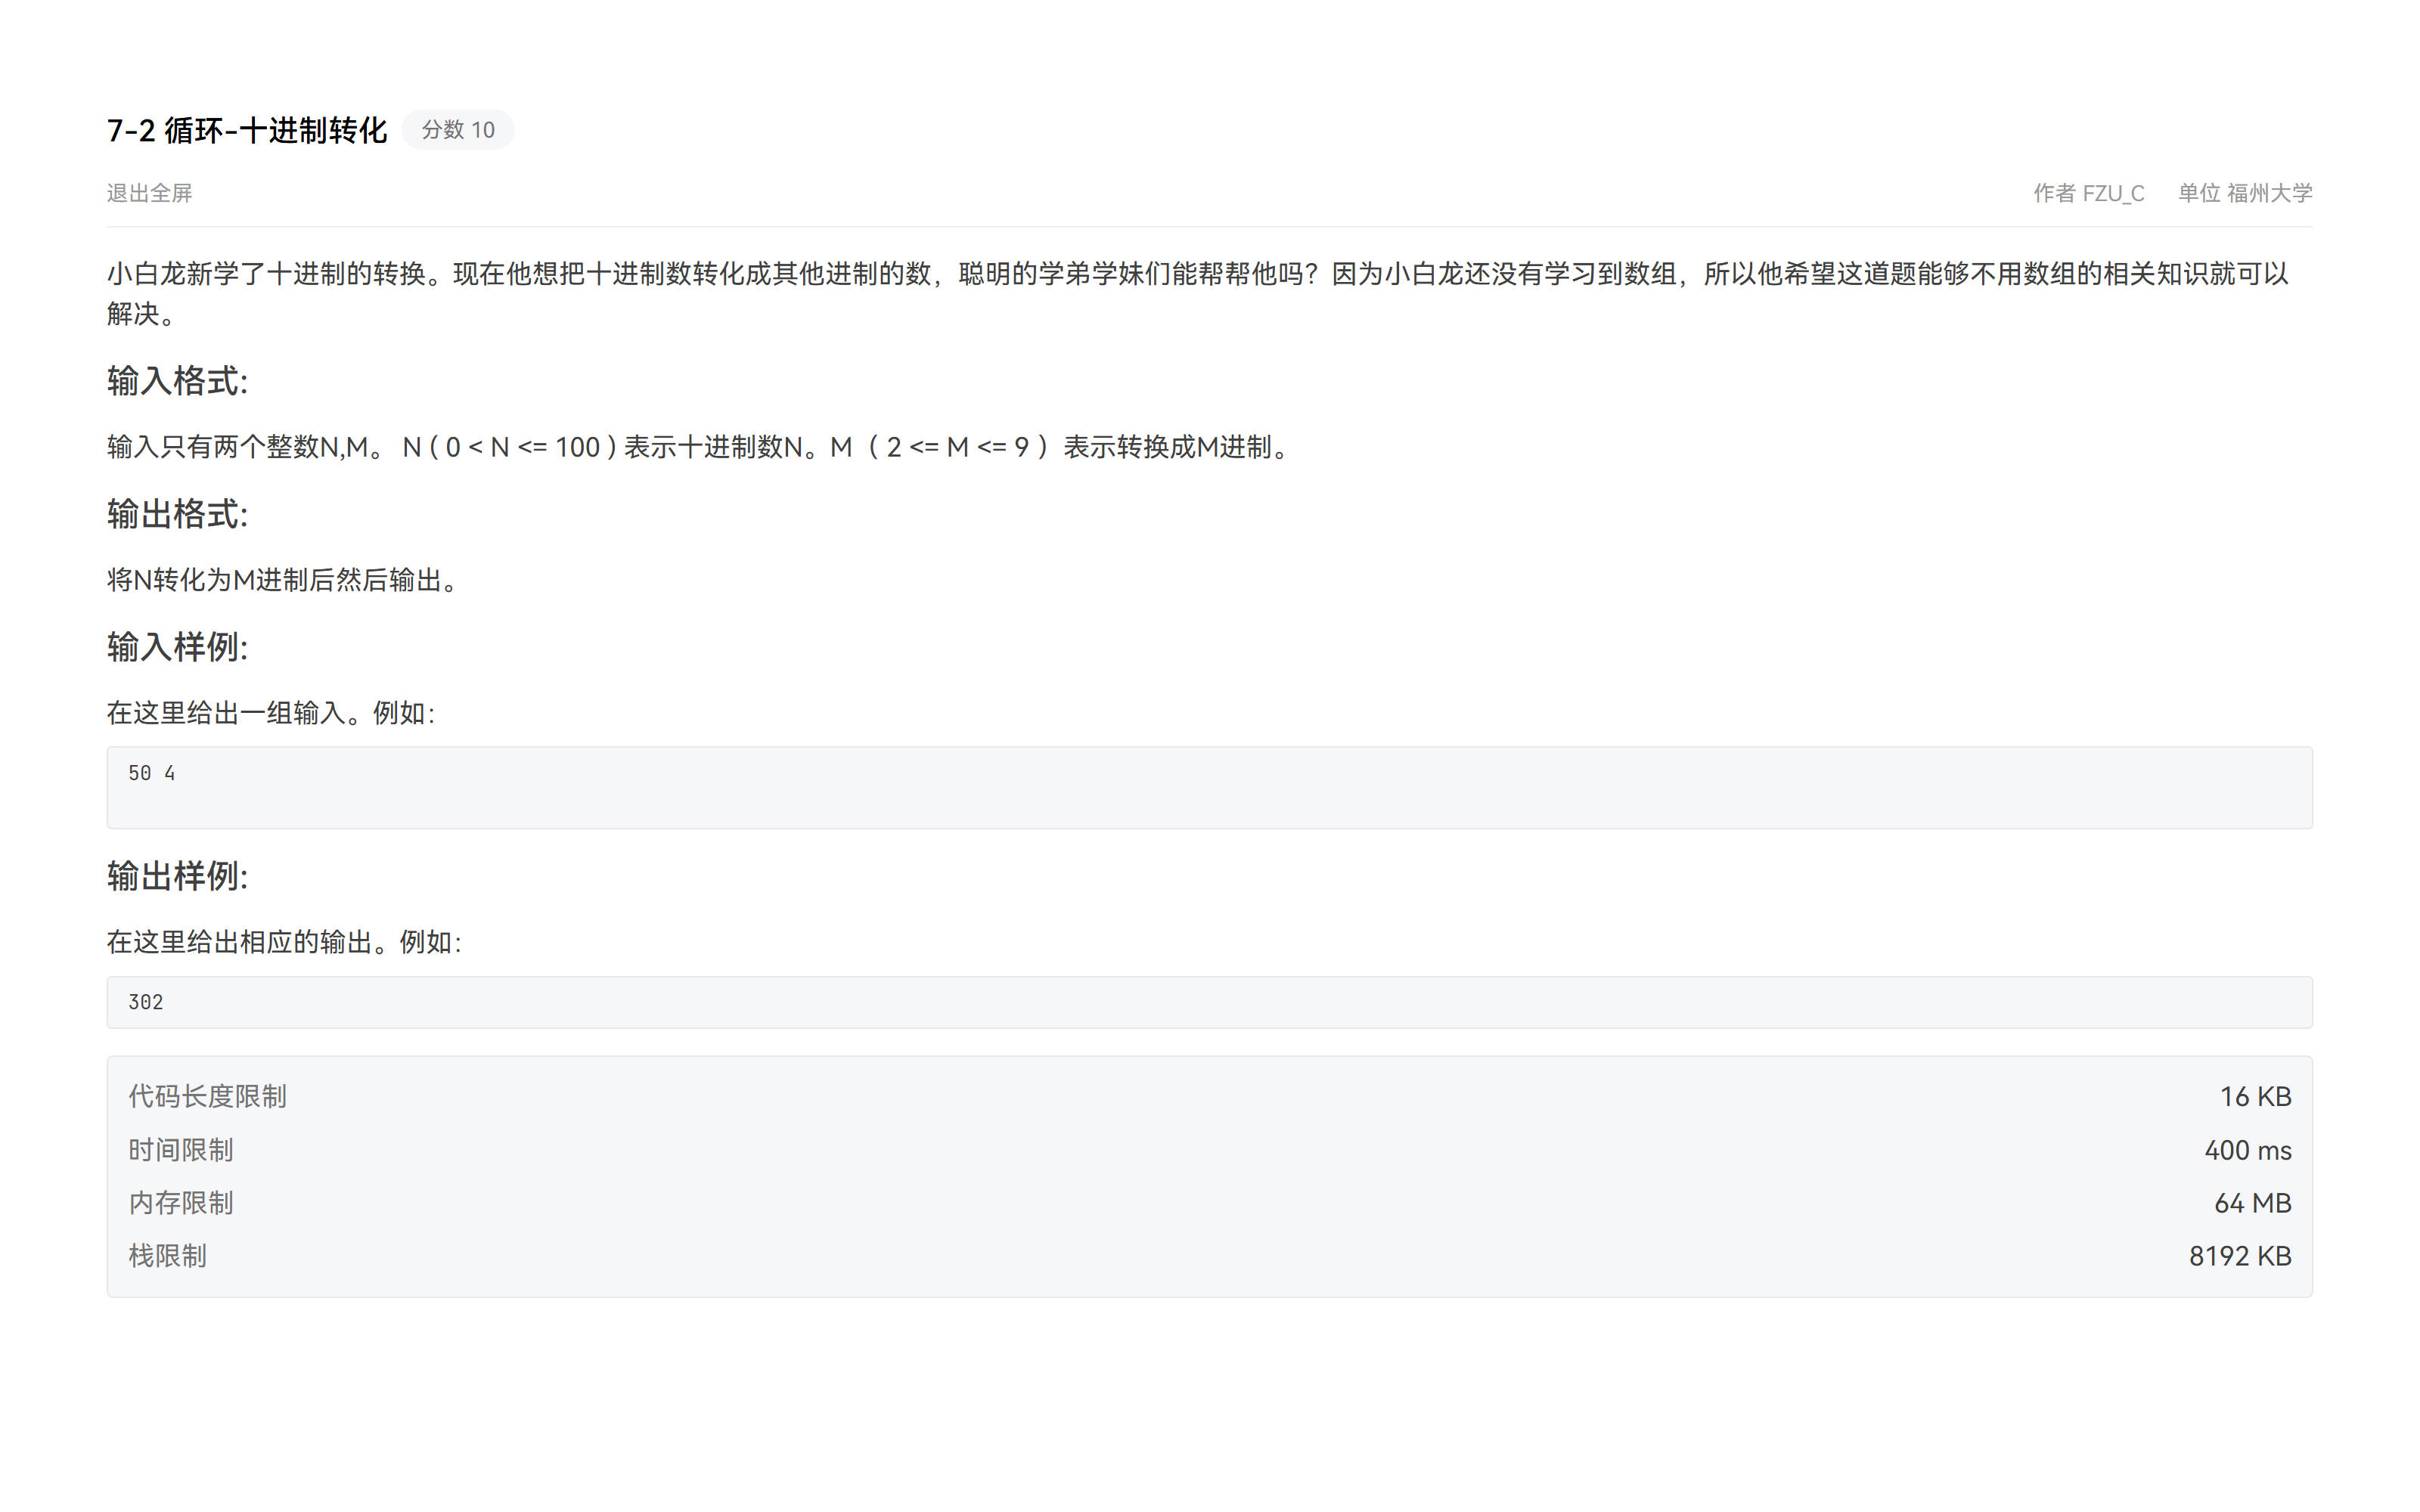 7-2 循环-十进制转化 分数 10
退出全屏 作者 FZU_C 单位 福州大学
小白龙新学了十进制的转换。现在他想把十进制数转化成其他进制的数，聪明的学弟学妹们能帮帮他吗？因为小白龙还没有学习到数组，所以他希望这道题能够不用数组的相关知识就可以
解决。
输入格式:
输入只有两个整数N,M。 N ( 0 < N <= 100 ) 表示十进制数N。M（ 2 <= M <= 9 ）表示转换成M进制。
输出格式:
将N转化为M进制后然后输出。
输入样例:
在这里给出一组输入。例如：
50 4
输出样例:
在这里给出相应的输出。例如：
302
代码长度限制 16 KB
时间限制 400 ms
内存限制 64 MB
栈限制 8192 KB